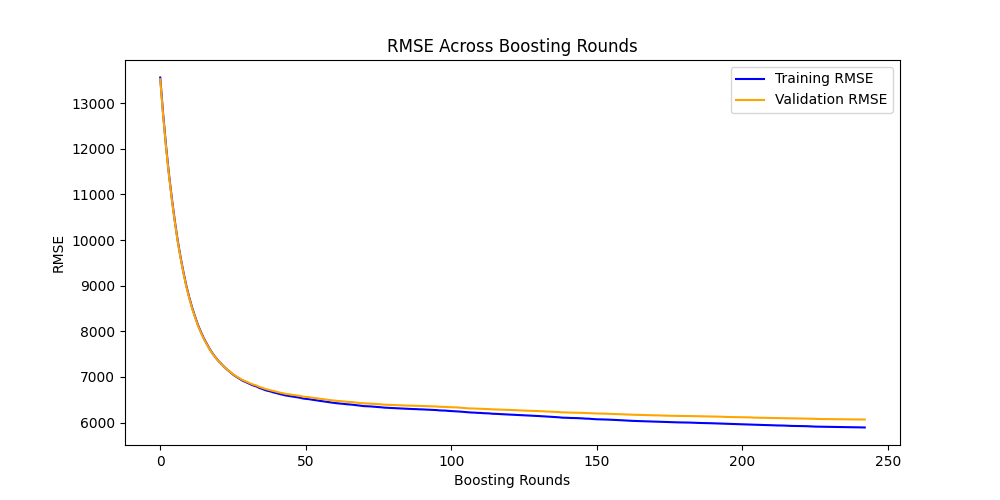 RMSE Across Boosting Rounds
Training RMSE
Validation RMSE
13000
12000
11000
10000
9000
8000
7000
6000
RMSE
0 50 100 150 200 250
Boosting Rounds